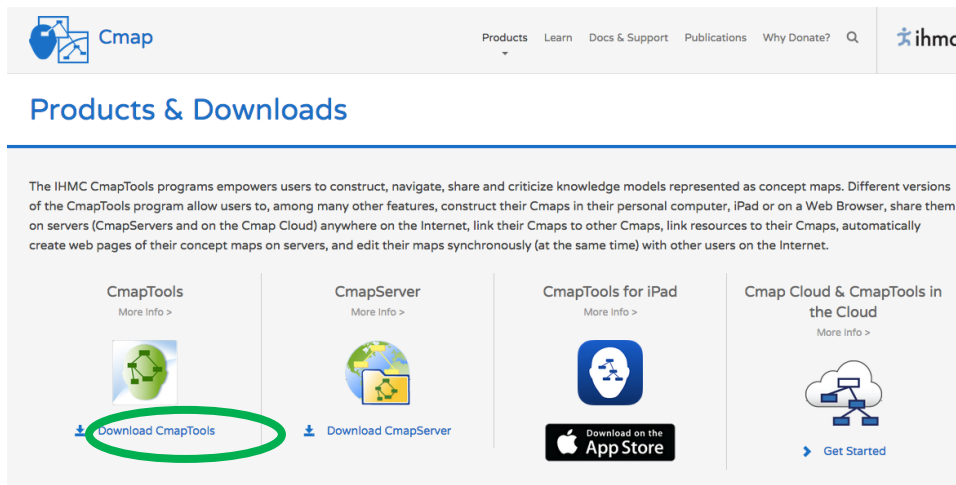 Cmap
Products Learn Docs & Support Publications Why Donate?
ihmc
Products & Downloads
The IHMC CmapTools programs empowers users to construct, navigate, share and criticize knowledge models represented as concept maps. Different versions
of the CmapTools program allow users to, among many other features, construct their Cmaps in their personal computer, iPad or on a Web Browser, share them
on servers (CmapServers and on the Cmap Cloud) anywhere on the Internet, link their Cmaps to other Cmaps, link resources to their Cmaps, automatically
create web pages of their concept maps on servers, and edit their maps synchronously (at the same time) with other users on the Internet.
CmapTools
More Info >
Download CmapTools
CmapServer
More Info >
Download CmapServer
CmapTools for iPad
More Info >
Download on the
App Store
Cmap Cloud & CmapTools in
the Cloud
More Info >
Get Started